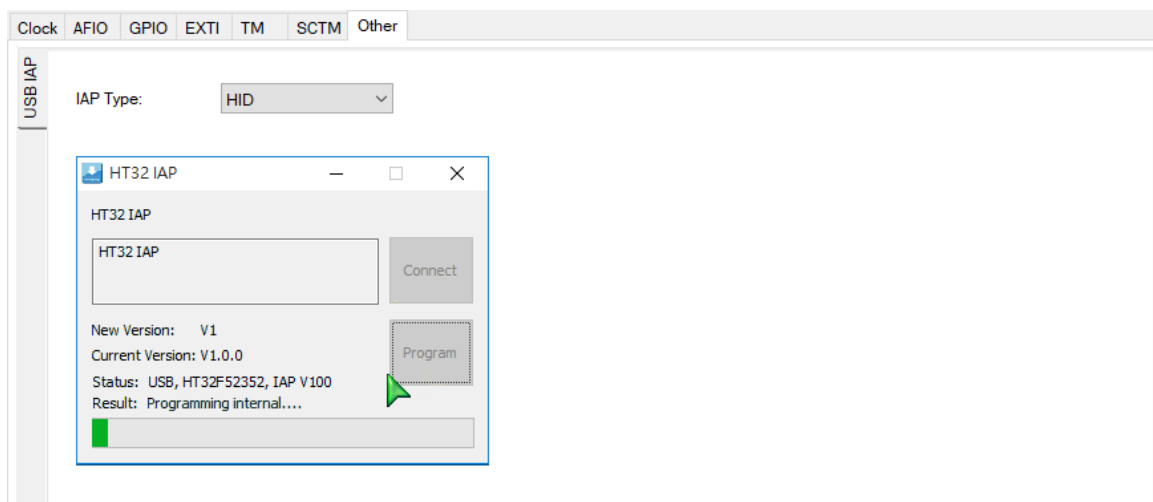 Clock AFIO GPIO EXTI TM SCTM Other
USB IAP
IAP Type: HID
HT32 IAP
HT32 IAP
HT32 IAP
Connect
New Version: V1
Current Version: V1.0.0
Program
Status: USB, HT32F52352, IAP V100
Result: Programming internal....